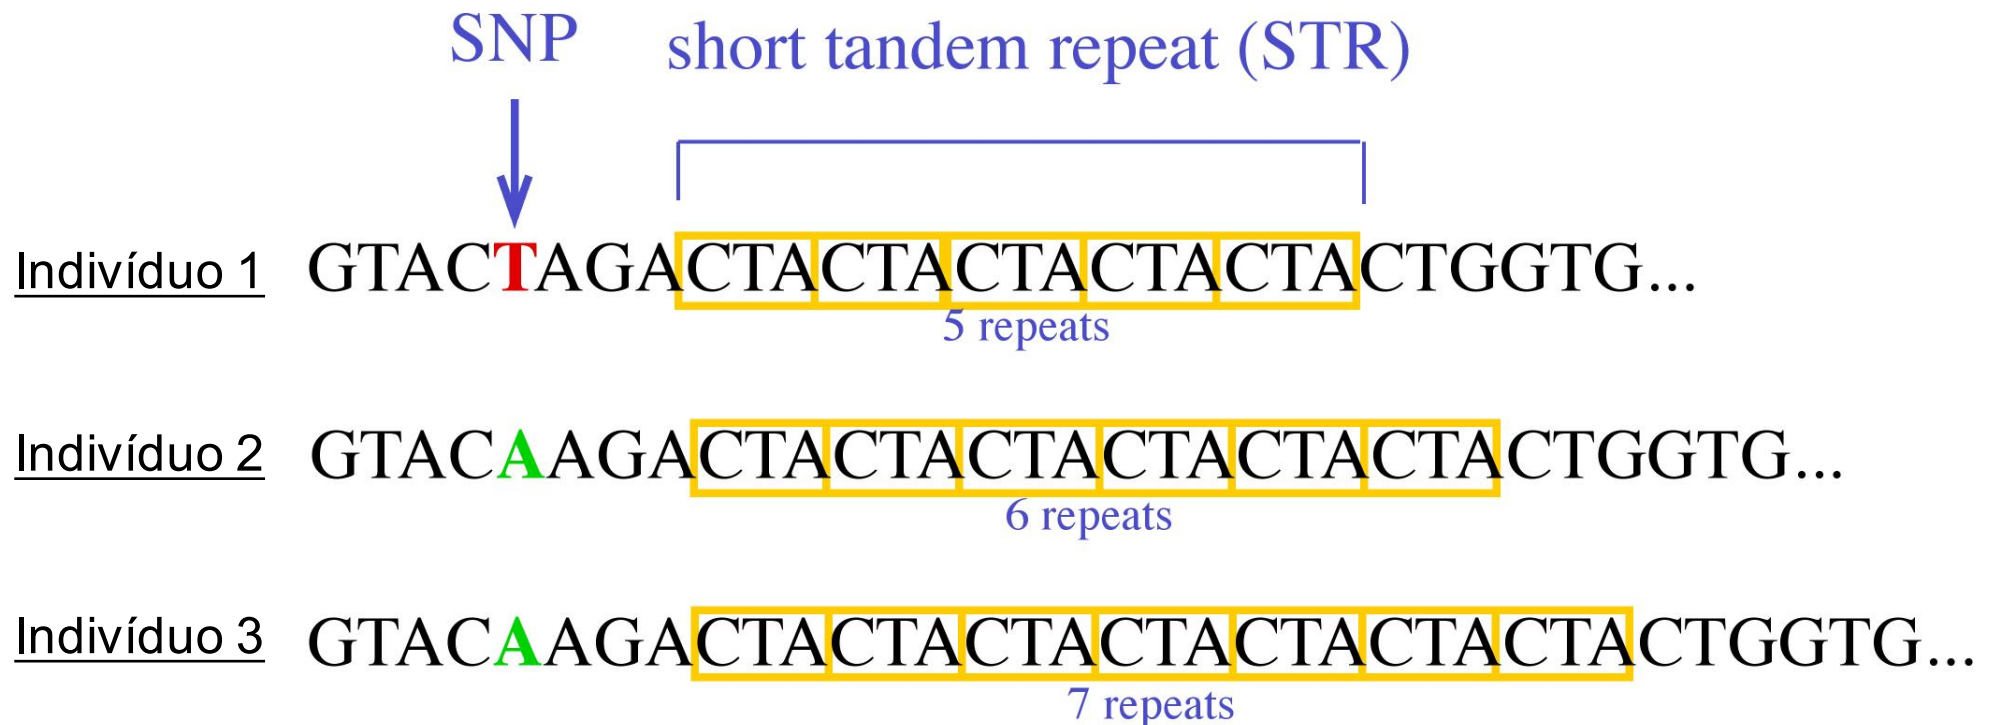 SNP short tandem repeat (STR)
Indivíduo 1 GTACTAGACTACTACTACTACTACTGGTG...
5 repeats
Indivíduo 2 GTACAAGACTACTACTACTACTACTACTGGTG...
6 repeats
Indivíduo 3 GTACAAGACTACTACTACTACTACTACTACTGGTG...
7 repeats